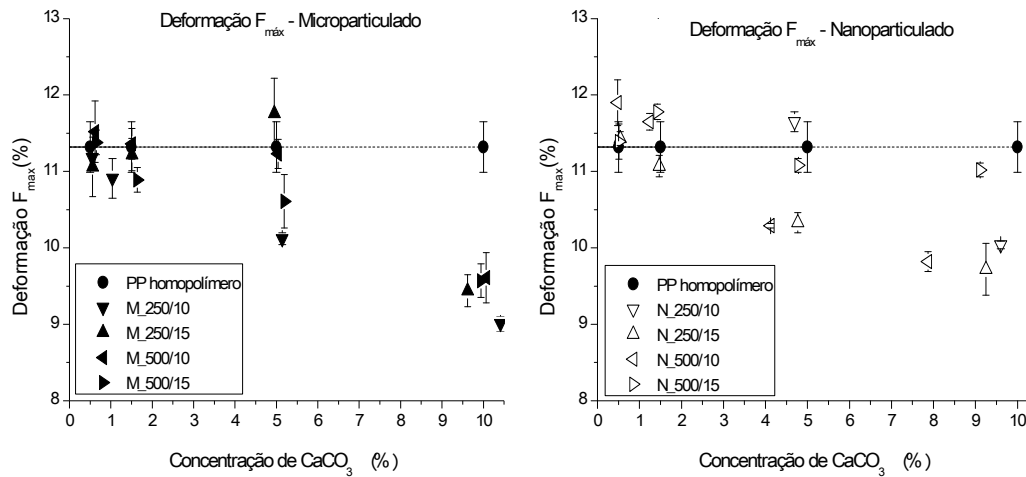 Deformação F máx - Microparticulado
Deformação F max (%)
13
12
11
10
9
8
PP homopolímero
M_250/10
M_250/15
M_500/10
M_500/15
0 1 2 3 4 5 6 7 8 9 10
Concentração de CaCO3 (%)
Deformação F máx - Nanoparticulado
Deformação F max (%)
13
12
11
10
9
8
PP homopolímero
N_250/10
N_250/15
N_500/10
N_500/15
0 1 2 3 4 5 6 7 8 9 10
Concentração de CaCO3 (%)